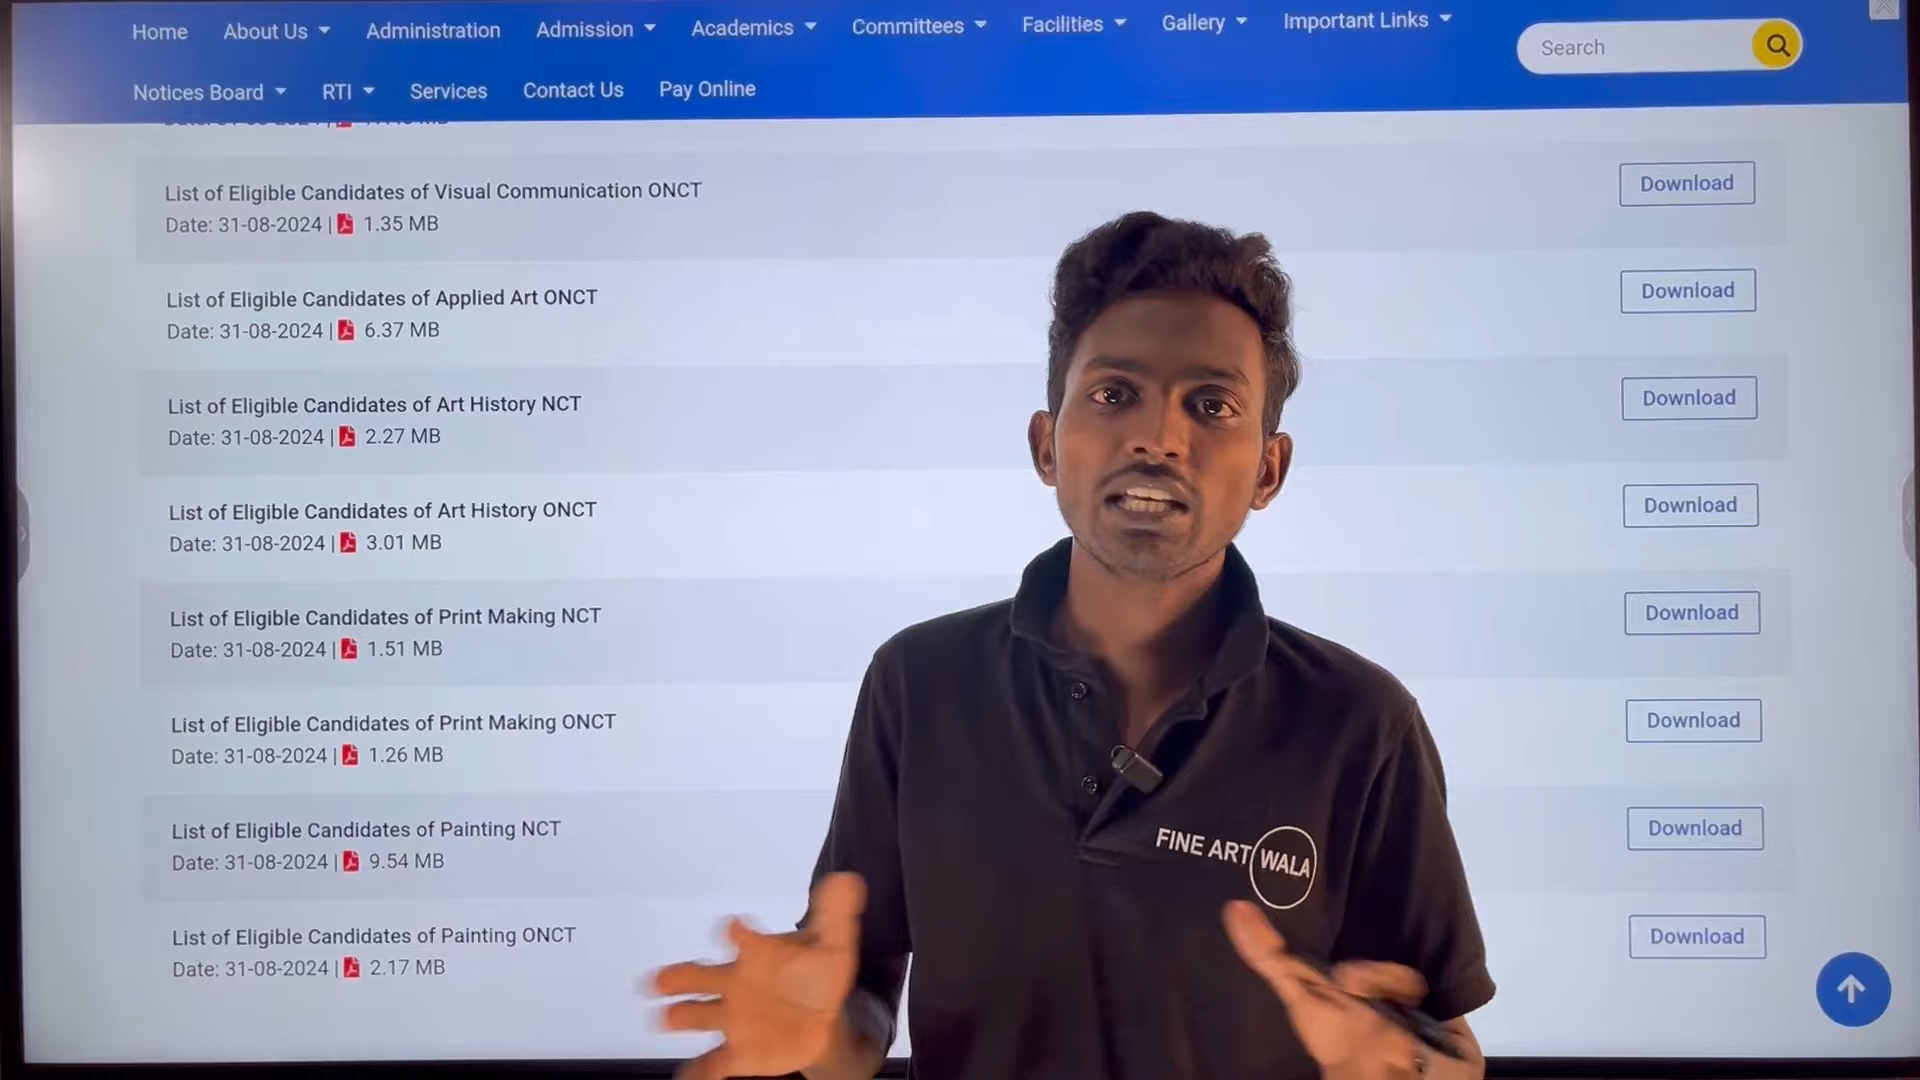 Home About Us Administration Admission Academics Committees Facilities Gallery Important Links
Search
Notices Board RTI Services Contact Us Pay Online
List of Eligible Candidates of Visual Communication ONCT
Date: 31-08-2024 | 1.35 MB
Download
List of Eligible Candidates of Applied Art ONCT
Date: 31-08-2024 | 6.37 MB
Download
List of Eligible Candidates of Art History NCT
Date: 31-08-2024 | 2.27 MB
Download
List of Eligible Candidates of Art History ONCT
Date: 31-08-2024 | 3.01 MB
Download
List of Eligible Candidates of Print Making NCT
Date: 31-08-2024 | 1.51 MB
Download
List of Eligible Candidates of Print Making ONCT
Date: 31-08-2024 | 1.26 MB
Download
List of Eligible Candidates of Painting NCT
Date: 31-08-2024 | 9.54 MB
Download
List of Eligible Candidates of Painting ONCT
Date: 31-08-2024 | 2.17 MB
Download
FINE ART WALA